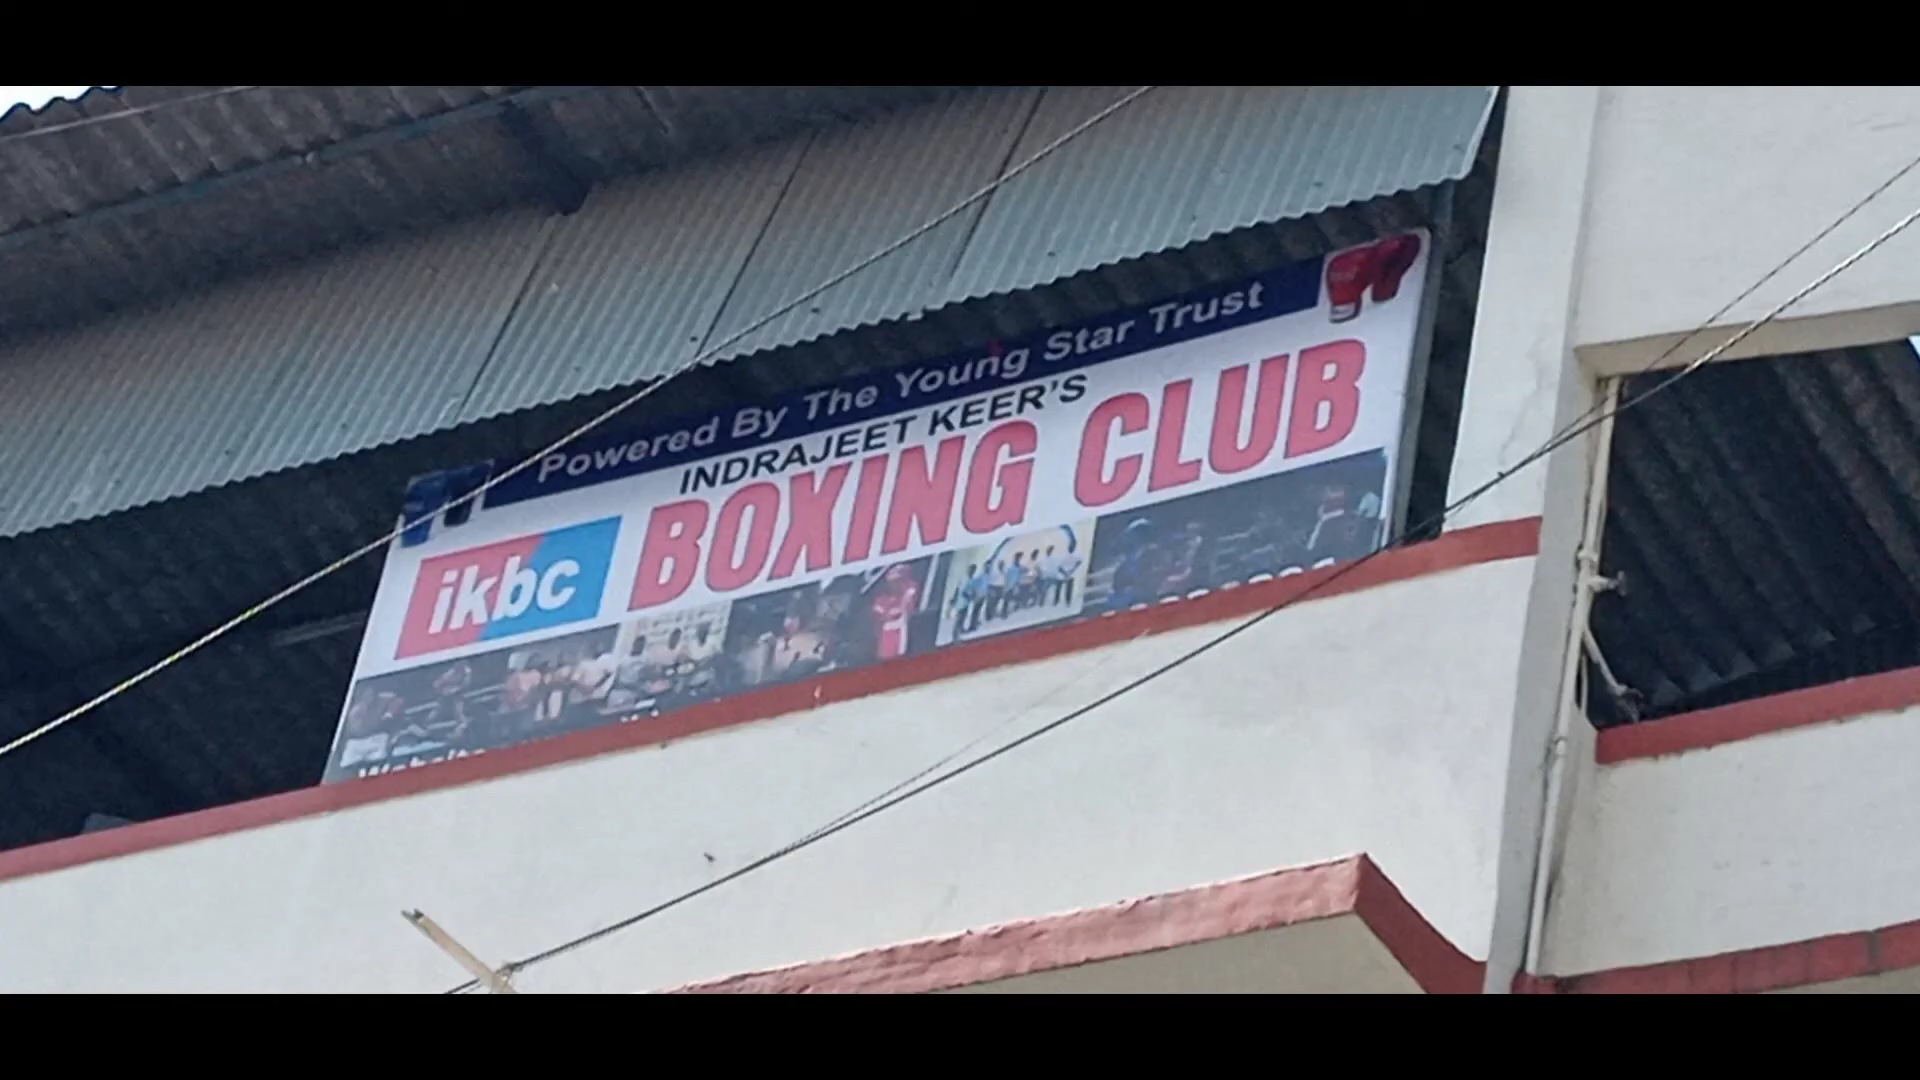 Powered By The Young Star Trust
INDRAJEET KEER'S
BOXING CLUB
ikbc